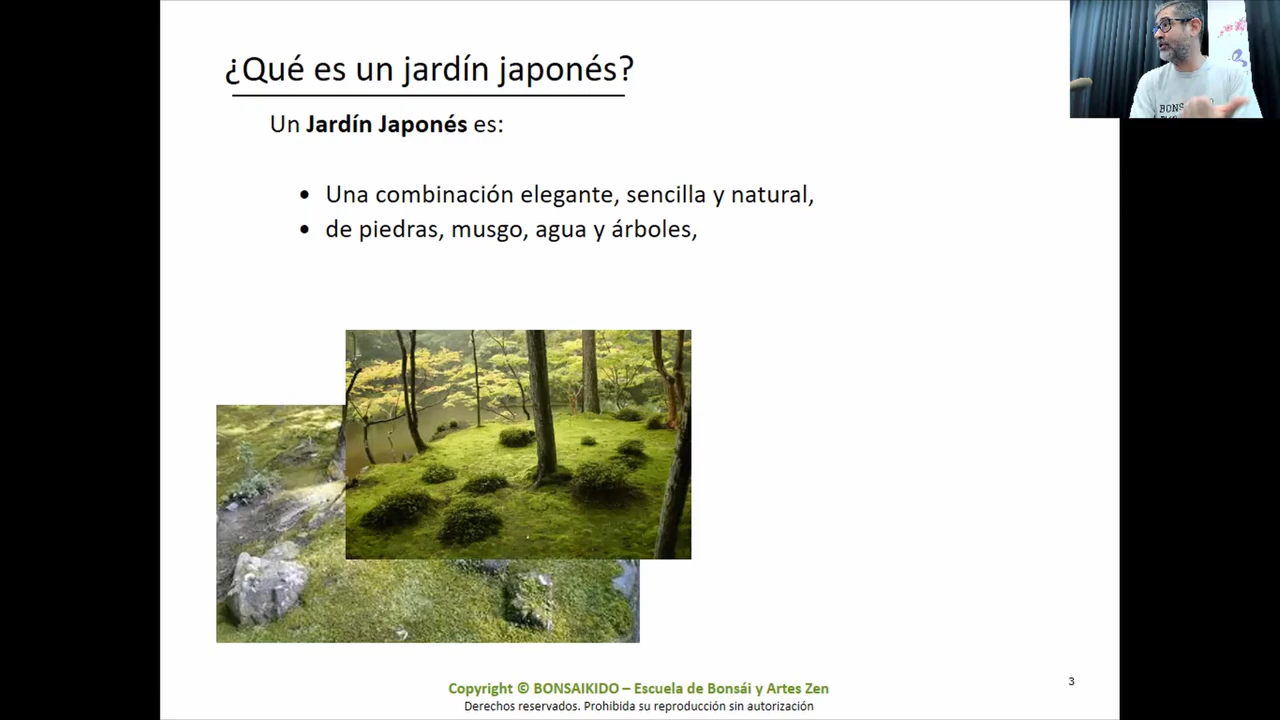 ¿Qué es un jardín japonés?
Un Jardín Japonés es:
• Una combinación elegante, sencilla y natural,
• de piedras, musgo, agua y árboles,
Copyright © BONSAIKIDO – Escuela de Bonsái y Artes Zen
Derechos reservados. Prohibida su reproducción sin autorización
3